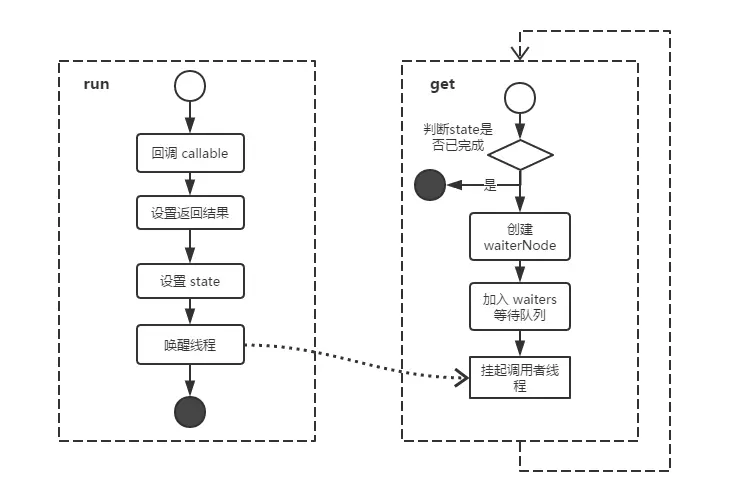 run
回调 callable
设置返回结果
设置 state
唤醒线程
get
判断state是
否已完成
是
创建
waiterNode
加入 waiters
等待队列
挂起调用者线
程